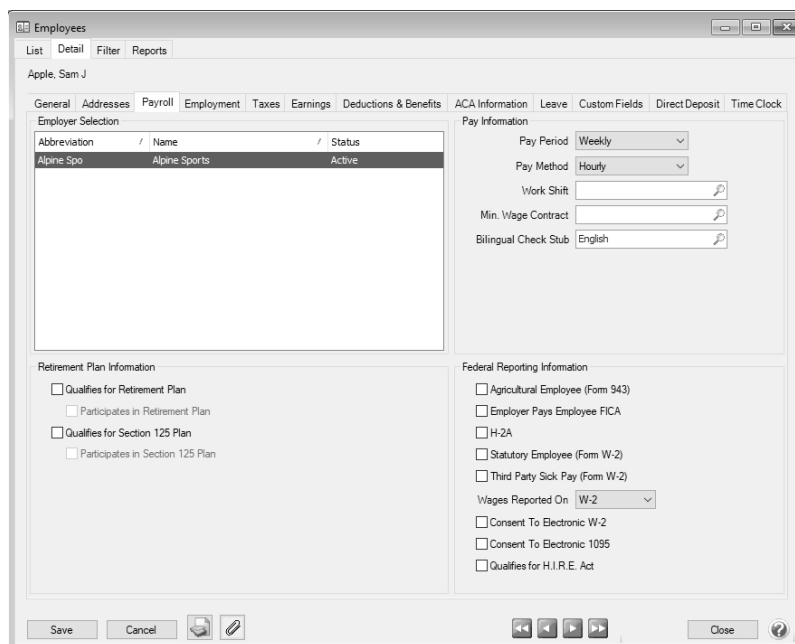 Employees
List Detail Filter Reports
Apple, Sam J
General Addresses Payroll Employment Taxes Earnings Deductions & Benefits ACA Information Leave Custom Fields Direct Deposit Time Clock
Employer Selection
Abbreviation / Name / Status
Alpine Spo Alpine Sports Active
Pay Information
Pay Period Weekly
Pay Method Hourly
Work Shift
Min. Wage Contract
Bilingual Check Stub English
Retirement Plan Information
Qualifies for Retirement Plan
Participates in Retirement Plan
Qualifies for Section 125 Plan
Participates in Section 125 Plan
Federal Reporting Information
Agricultural Employee (Form 943)
Employer Pays Employee FICA
H-2A
Statutory Employee (Form W-2)
Third Party Sick Pay (Form W-2)
Wages Reported On W-2
Consent To Electronic W-2
Consent To Electronic 1095
Qualifies for H.I.R.E. Act
Save Cancel Close ?